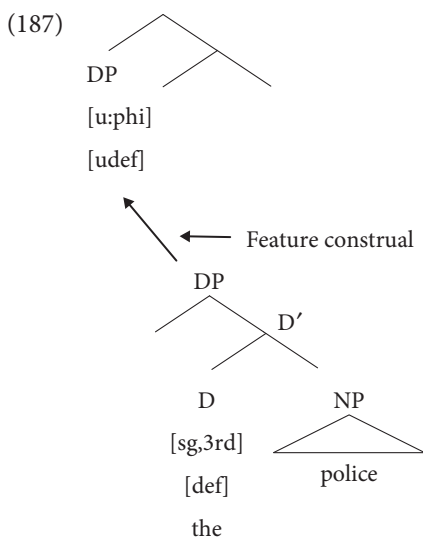 (187)
DP
[u:phi]
[udef]
Feature construal
DP
D′
D NP
[sg,3rd]
police
[def]
the